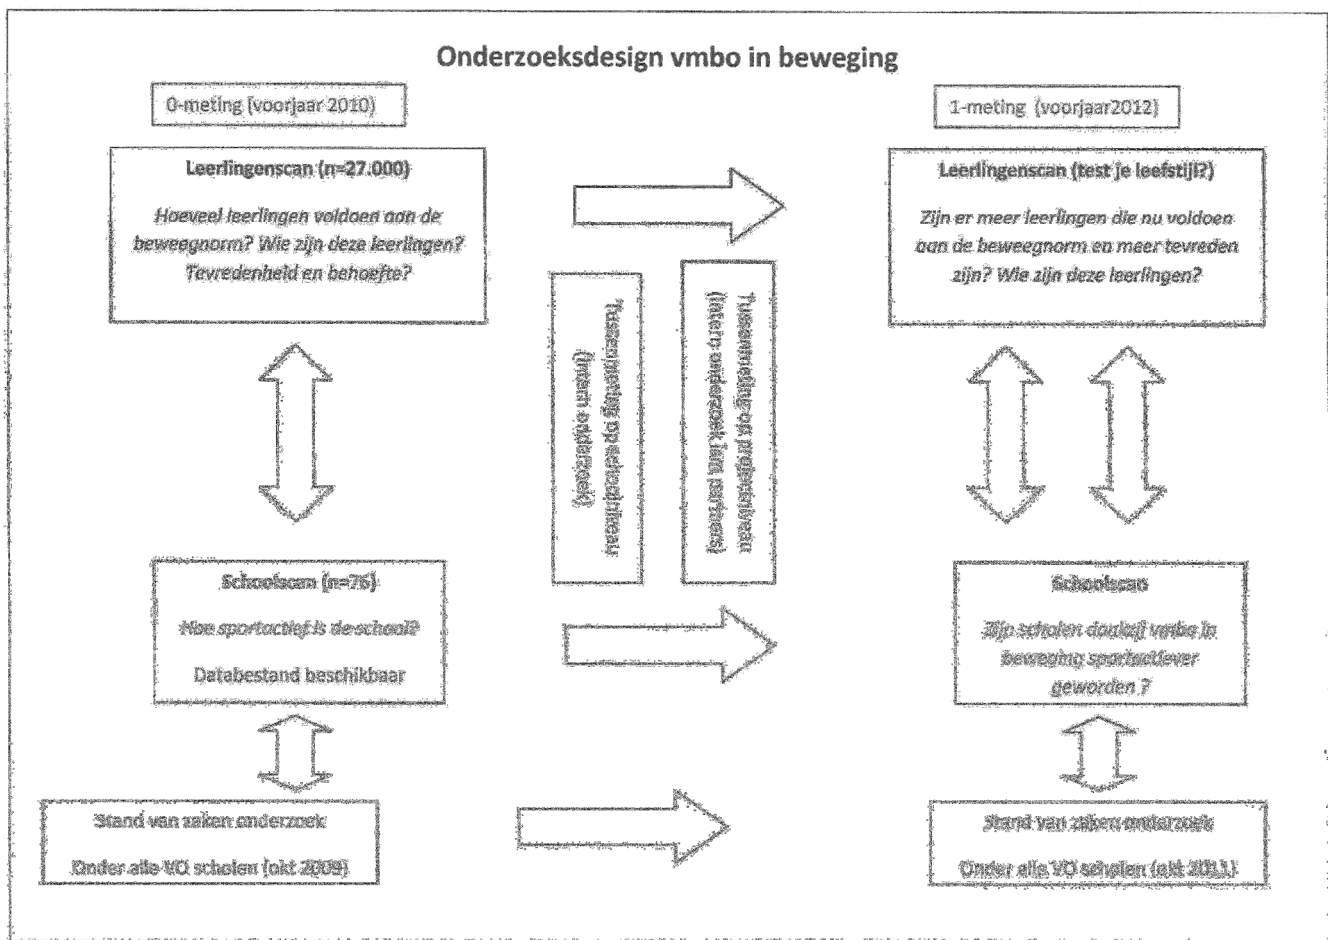 Onderzoeksdesign vmbo in beweging
0-meting (voorjaar 2010)
Leerlingenscan (n=27.000)
Hoeveel leerlingen voldoen aan de
beweegnorm? Wie zijn deze leerlingen?
Tevredenheid en behoefte?
Schoolscan (n=76)
Hoe sportactief is de school?
Databestand beschikbaar
Stand van zaken onderzoek
Onder alle VO scholen (okt 2009)
Tussenmeting op schoolniveau
(intern onderzoek)
Tussenmeting op projectniveau
(intern onderzoek ism partners)
1-meting (voorjaar2012)
Leerlingenscan (test je leefstijl?)
Zijn er meer leerlingen die nu voldoen
aan de beweegnorm en meer tevreden
zijn? Wie zijn deze leerlingen?
Schoolscan
Zijn scholen dankzij vmbo in
beweging sportactiever
geworden ?
Stand van zaken onderzoek
Onder alle VO scholen (okt 2011)